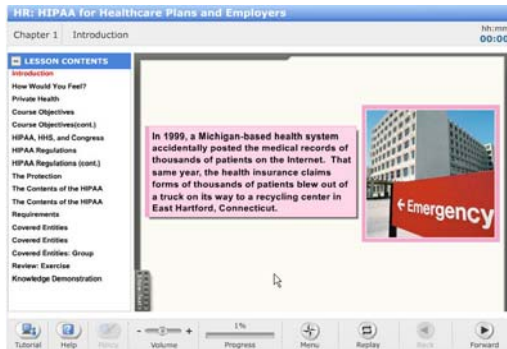 HR: HIPAA for Healthcare Plans and Employers
Chapter 1 Introduction
hh:mm
00:00
LESSON CONTENTS
Introduction
How Would You Feel?
Private Health
Course Objectives
Course Objectives(cont.)
HIPAA, HHS, and Congress
HIPAA Regulations
HIPAA Regulations (cont.)
The Protection
The Contents of the HIPAA
The Contents of the HIPAA
Requirements
Covered Entities
Covered Entities
Covered Entities: Group
Review: Exercise
Knowledge Demonstration
In 1999, a Michigan-based health system
accidentally posted the medical records of
thousands of patients on the Internet. That
same year, the health insurance claims
forms of thousands of patients blew out of
a truck on its way to a recycling center in
East Hartford, Connecticut.
Emergency
- +
1%
Tutorial Help Volume Progress Menu Replay Back Forward